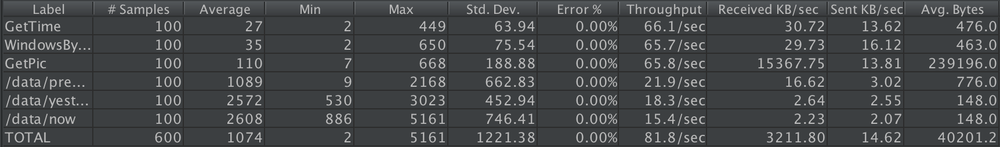 Label # Samples Average Min Max Std. Dev. Error % Throughput Received KB/sec Sent KB/sec Avg. Bytes
GetTime 100 27 2 449 63.94 0.00% 66.1/sec 30.72 13.62 476.0
WindowsBy... 100 35 2 650 75.54 0.00% 65.7/sec 29.73 16.12 463.0
GetPic 100 110 7 668 188.88 0.00% 65.8/sec 15367.75 13.81 239196.0
/data/pre... 100 1089 9 2168 662.83 0.00% 21.9/sec 16.62 3.02 776.0
/data/yest... 100 2572 530 3023 452.94 0.00% 18.3/sec 2.64 2.55 148.0
/data/now 100 2608 886 5161 746.41 0.00% 15.4/sec 2.23 2.07 148.0
TOTAL 600 1074 2 5161 1221.38 0.00% 81.8/sec 3211.80 14.62 40201.2